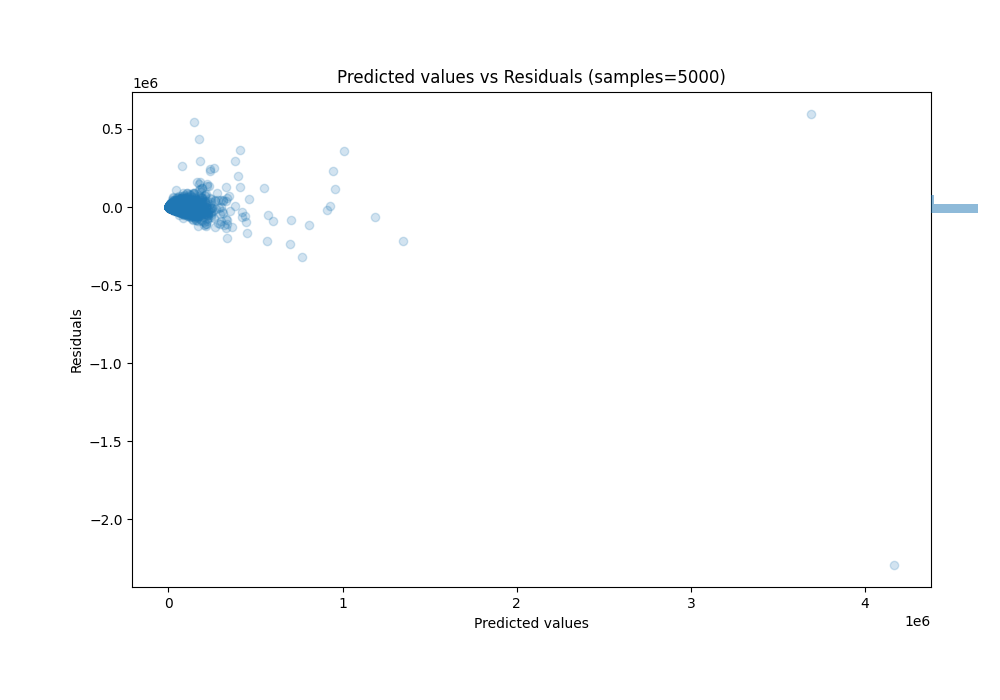 Predicted values vs Residuals (samples=5000)
1e6
0.5
0.0
−0.5
−1.0
−1.5
−2.0
Residuals
0 1 2 3 4
1e6
Predicted values